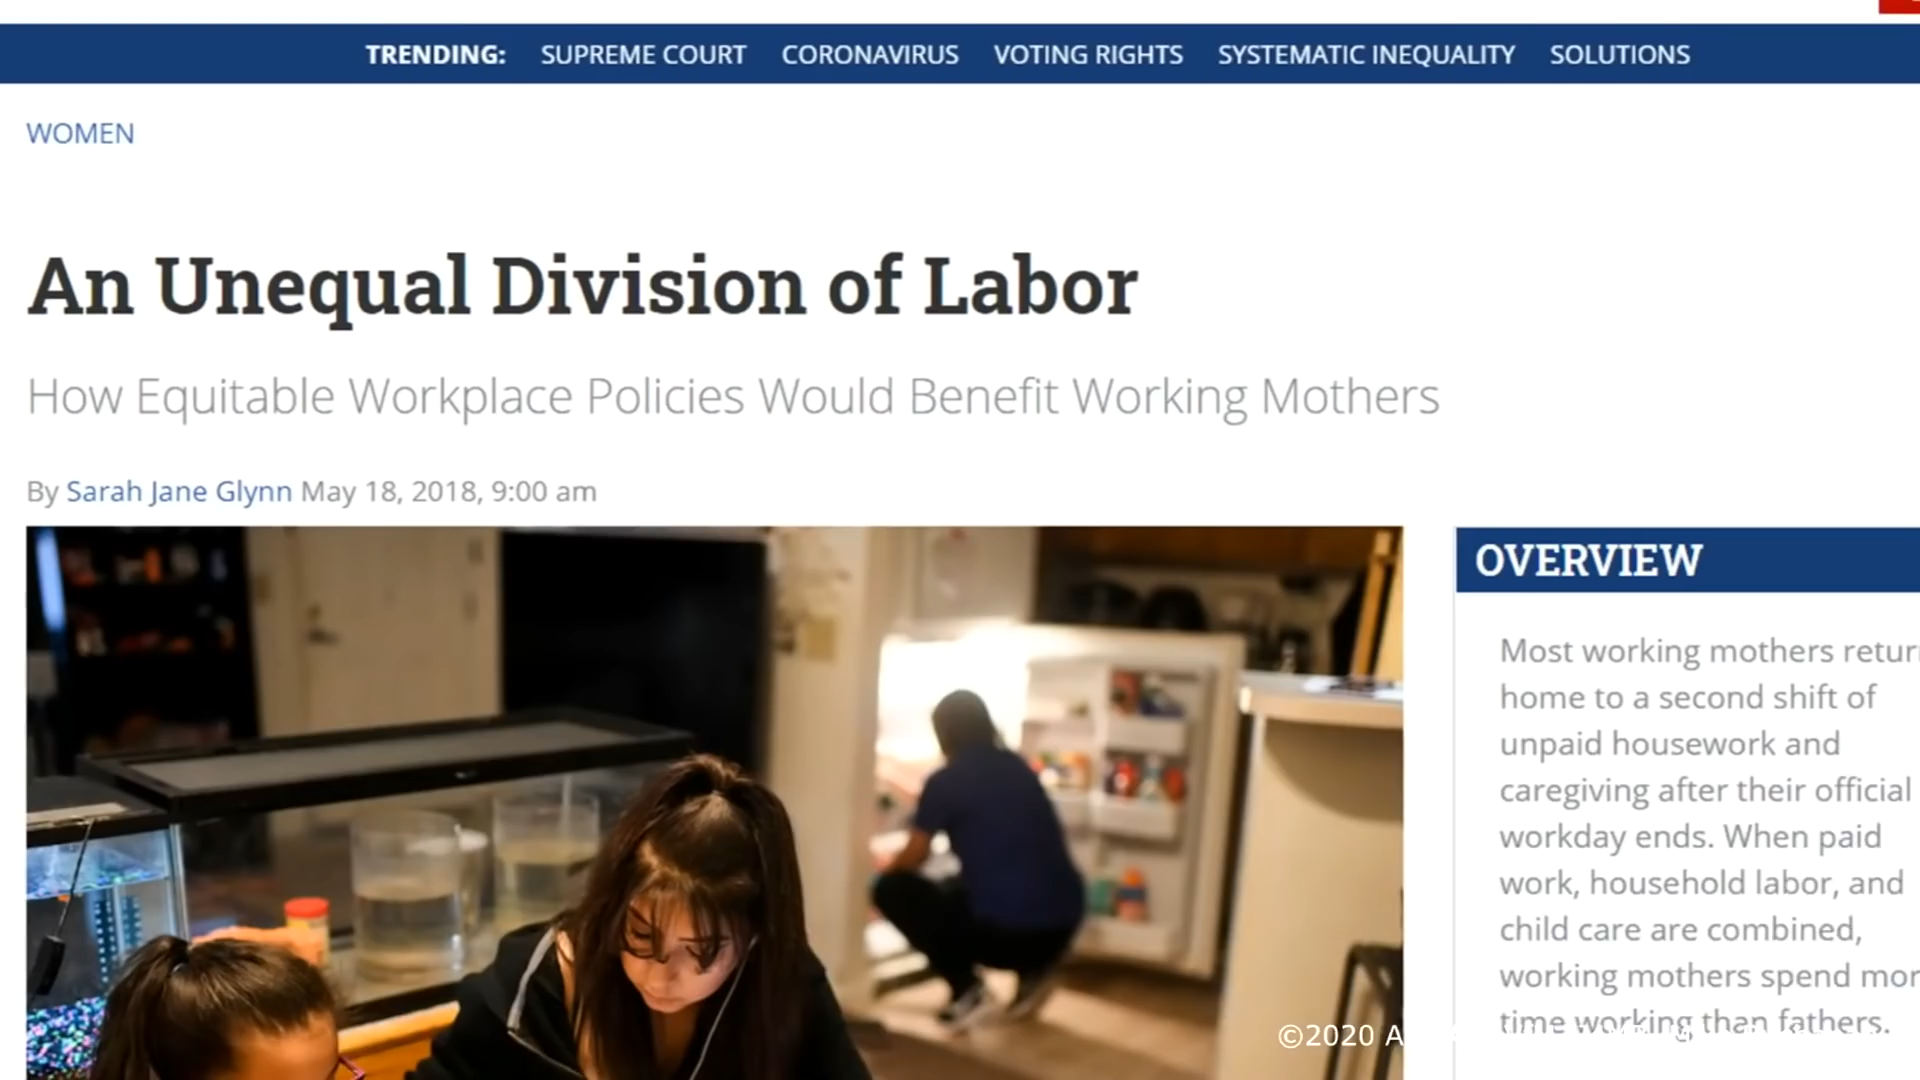 TRENDING: SUPREME COURT CORONAVIRUS VOTING RIGHTS SYSTEMATIC INEQUALITY SOLUTIONS
WOMEN
An Unequal Division of Labor
How Equitable Workplace Policies Would Benefit Working Mothers
By Sarah Jane Glynn May 18, 2018, 9:00 am
OVERVIEW
Most working mothers retur
home to a second shift of
unpaid housework and
caregiving after their official
workday ends. When paid
work, household labor, and
child care are combined,
working mothers spend mor
time working than fathers.
©2020